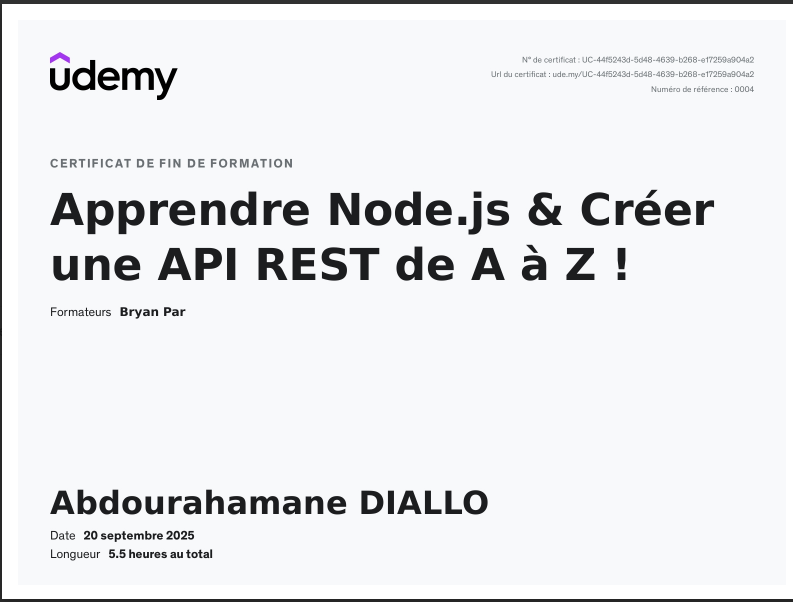 udemy
N° de certificat : UC-44f5243d-5d48-4639-b268-e17259a904a2
Url du certificat : ude.my/UC-44f5243d-5d48-4639-b268-e17259a904a2
Numéro de référence : 0004
CERTIFICAT DE FIN DE FORMATION
Apprendre Node.js & Créer
une API REST de A à Z !
Formateurs Bryan Par
Abdourahamane DIALLO
Date 20 septembre 2025
Longueur 5.5 heures au total